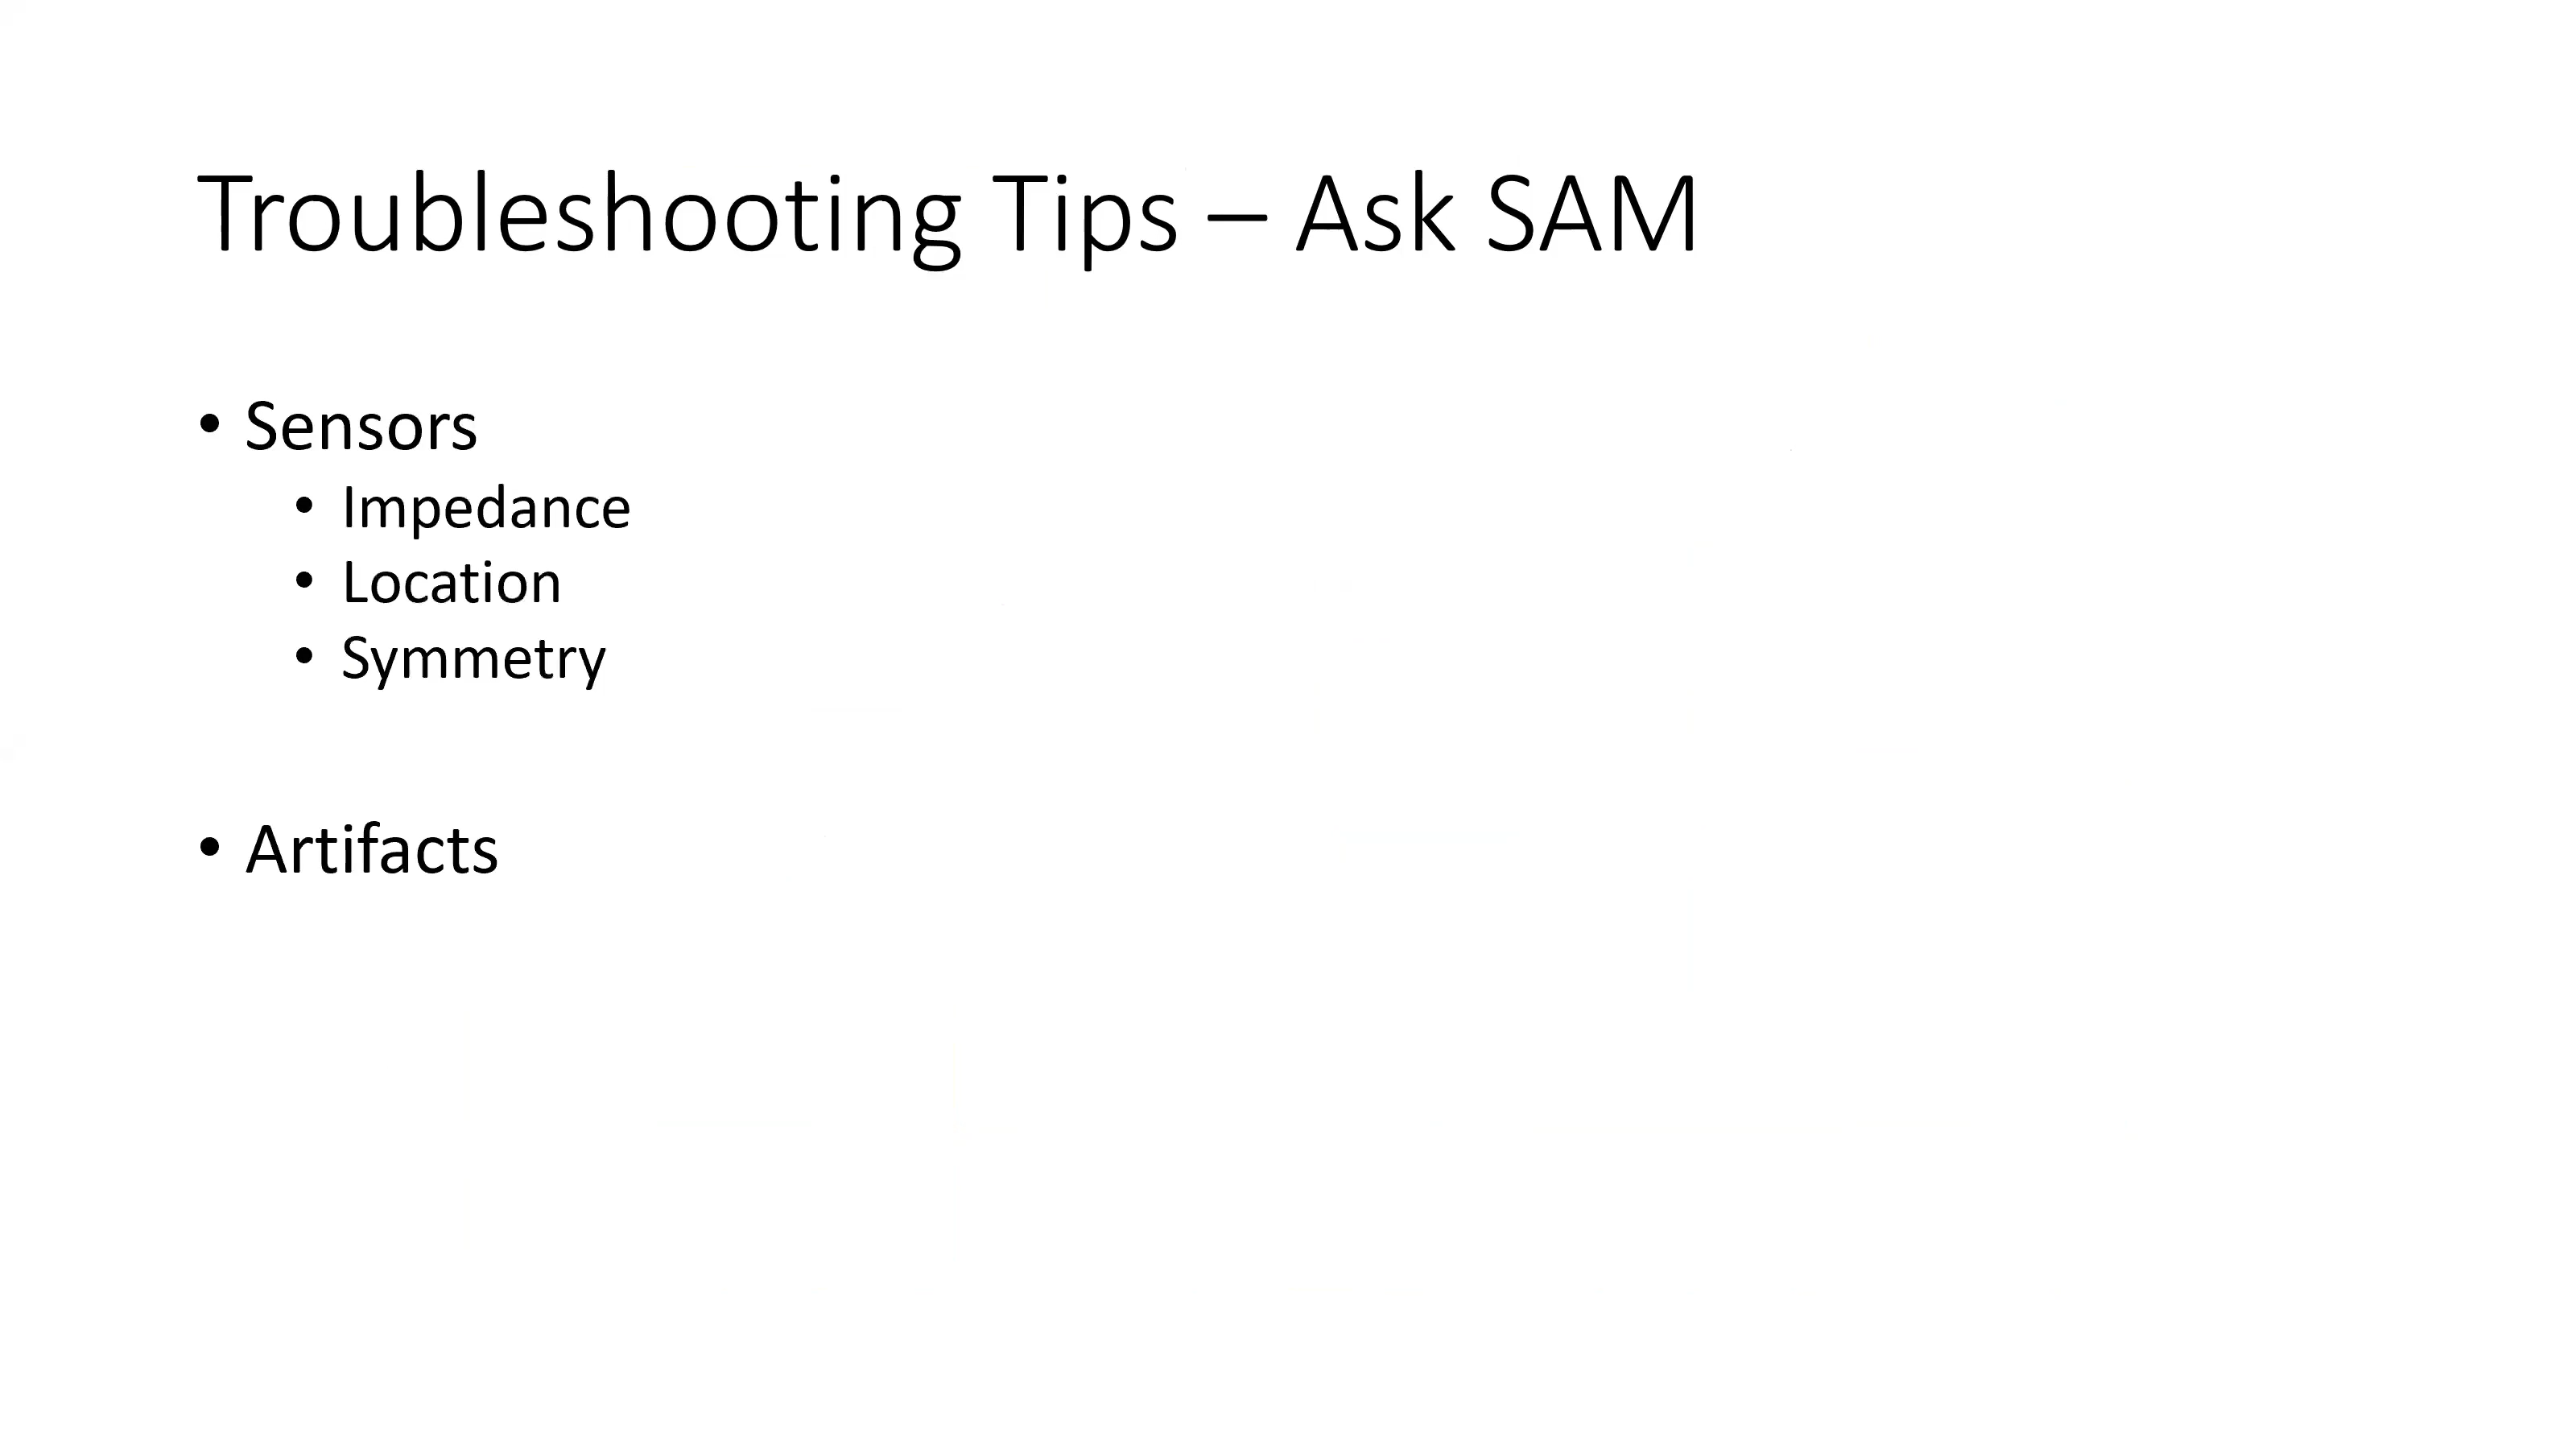 Troubleshooting Tips – Ask SAM
• Sensors
• Impedance
• Location
• Symmetry
• Artifacts